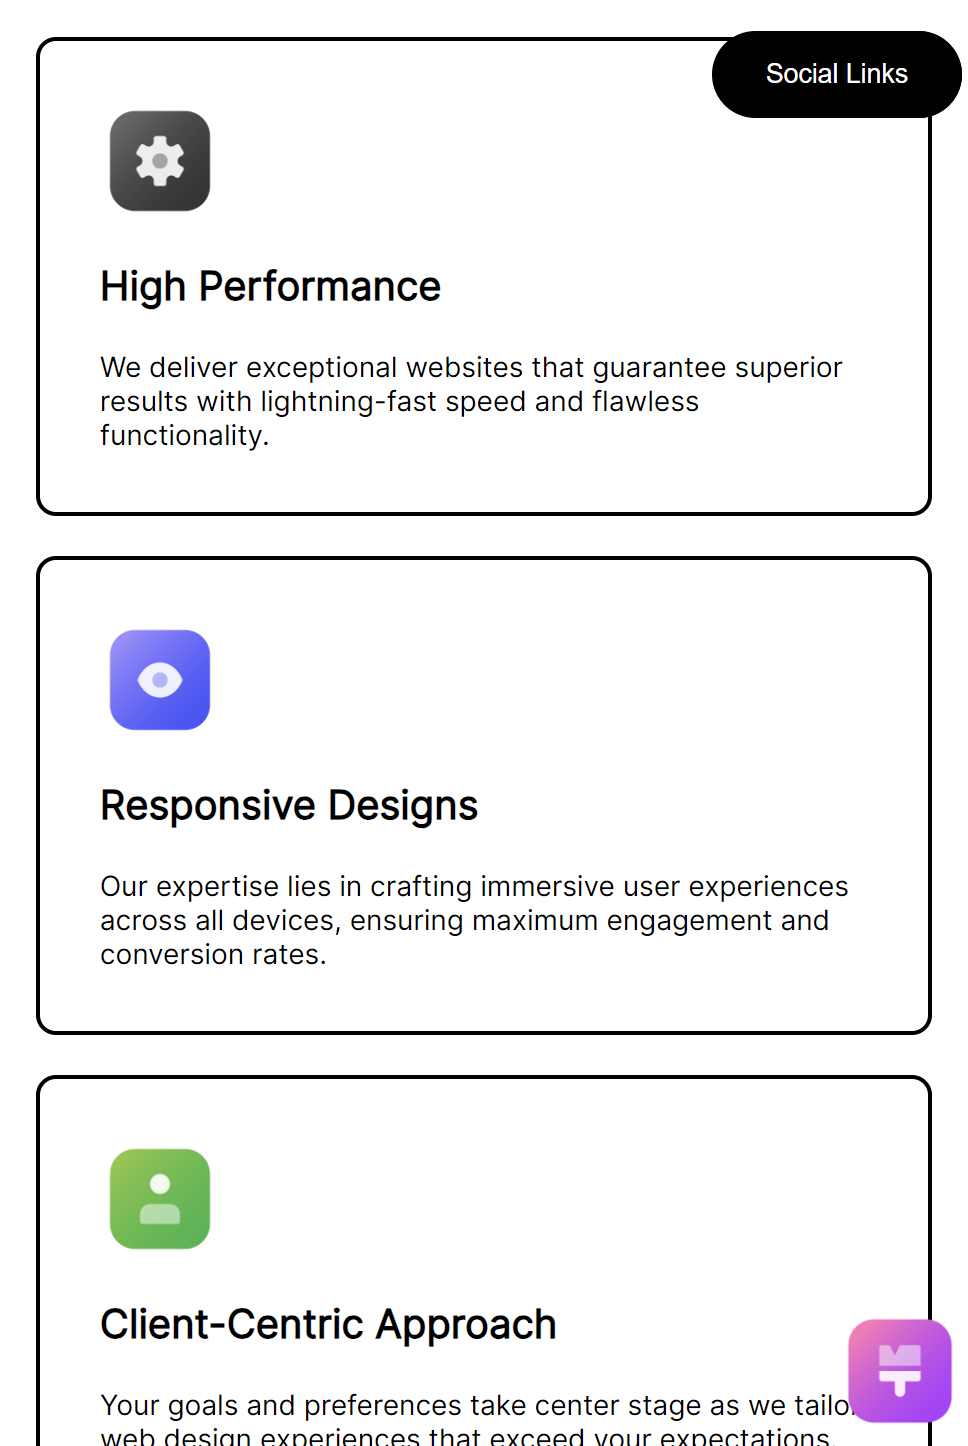 Social Links
High Performance
We deliver exceptional websites that guarantee superior
results with lightning-fast speed and flawless
functionality.
Responsive Designs
Our expertise lies in crafting immersive user experiences
across all devices, ensuring maximum engagement and
conversion rates.
Client-Centric Approach
Your goals and preferences take center stage as we tailor
web design experiences that exceed your expectations.